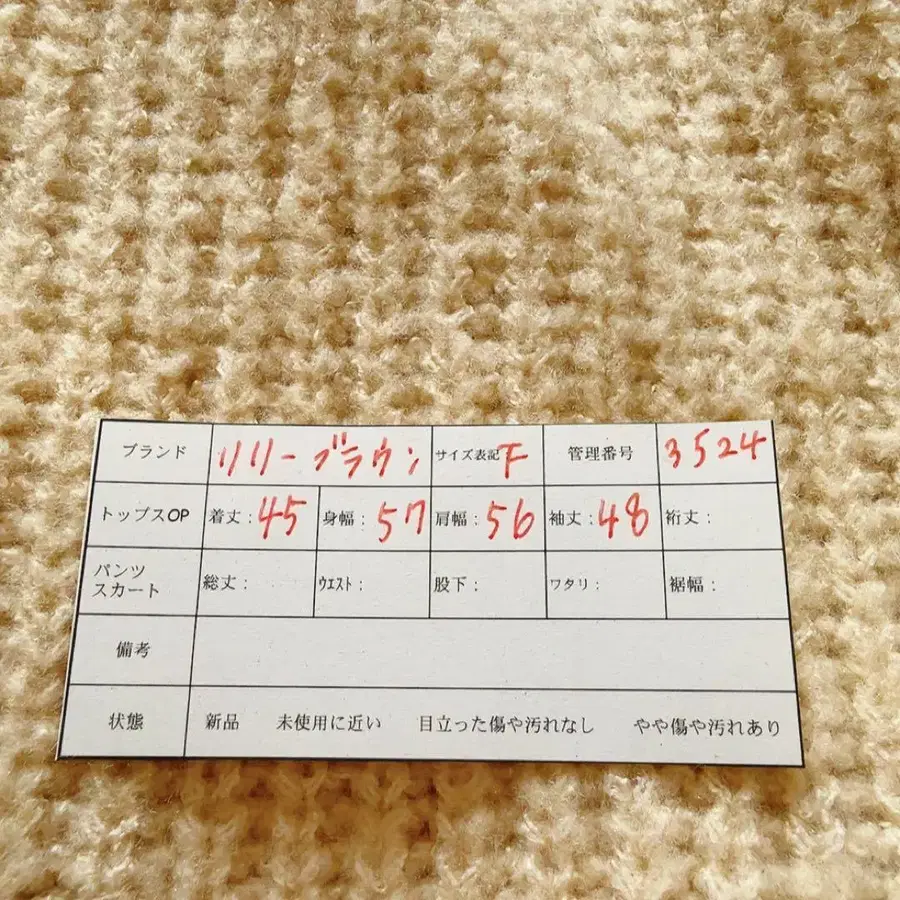 ブランド リリーブラウン サイズ表記 F 管理番号 3524
トップスOP 着丈：45 身幅：57 肩幅：56 袖丈：48 裄丈：
パンツ
スカート 総丈： ｳｴｽﾄ： 股下： ワタリ： 裾幅：
備考
状態 新品 未使用に近い 目立った傷や汚れなし やや傷や汚れあり